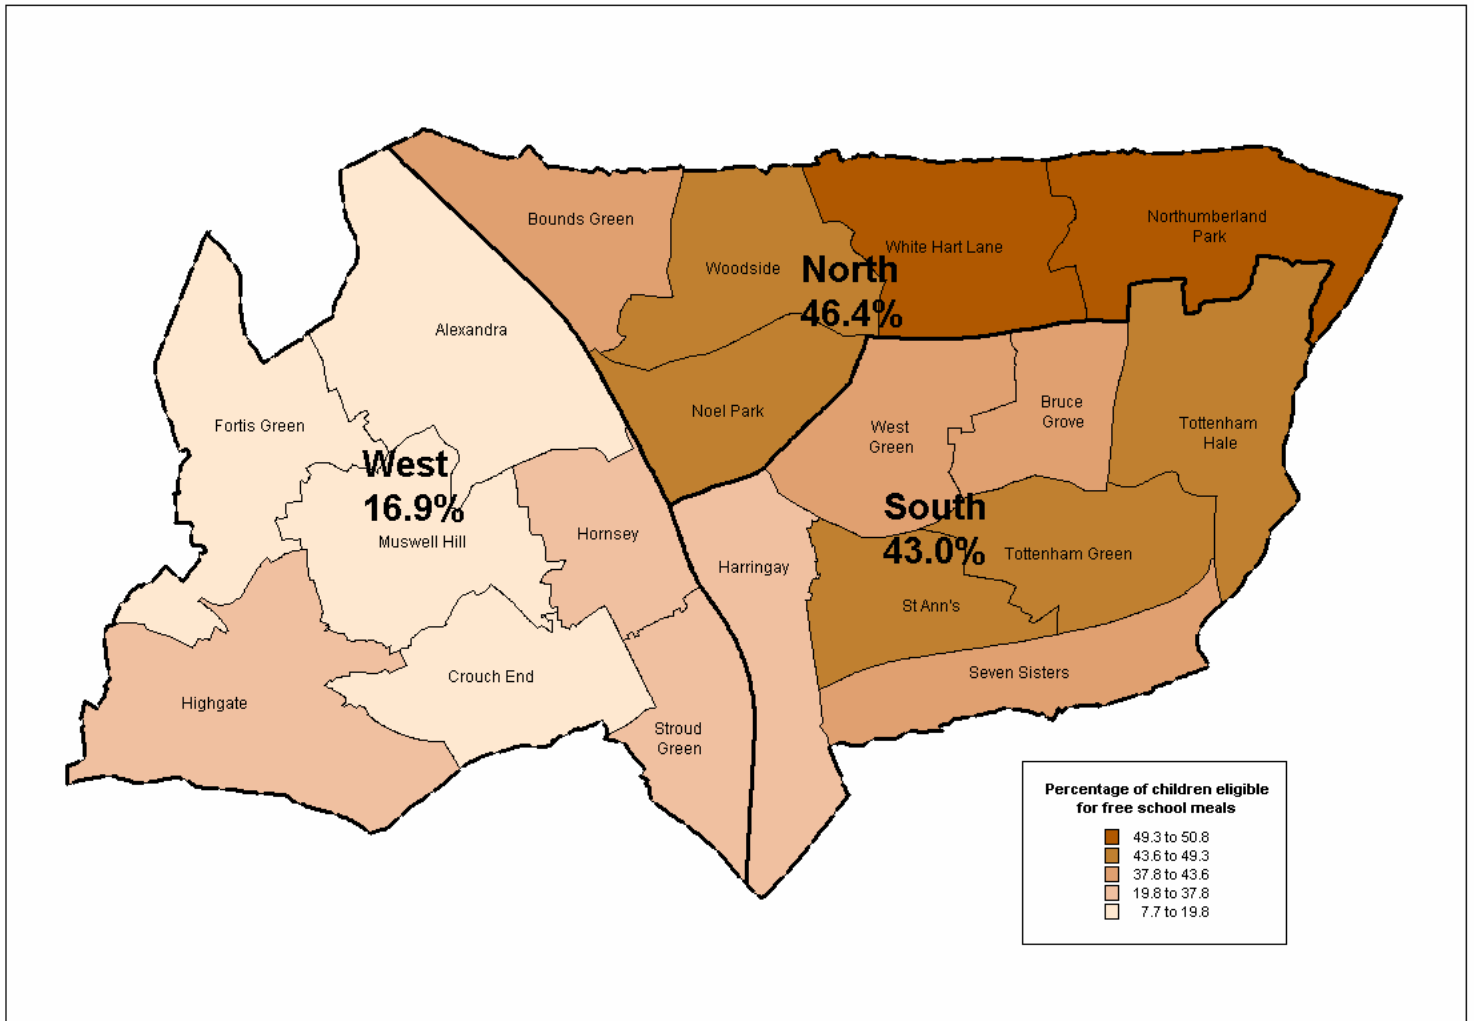 Bounds Green
Northumberland
Park
White Hart Lane
Woodside
North
46.4%
Alexandra
Noel Park
Bruce
Grove
West
Green
Tottenham
Hale
Fortis Green
West
16.9%
Muswell Hill
Hornsey
South
43.0%
Tottenham Green
Harringay
St Ann's
Seven Sisters
Crouch End
Highgate
Stroud
Green
Percentage of children eligible
for free school meals
49.3 to 50.8
43.6 to 49.3
37.8 to 43.6
19.8 to 37.8
7.7 to 19.8